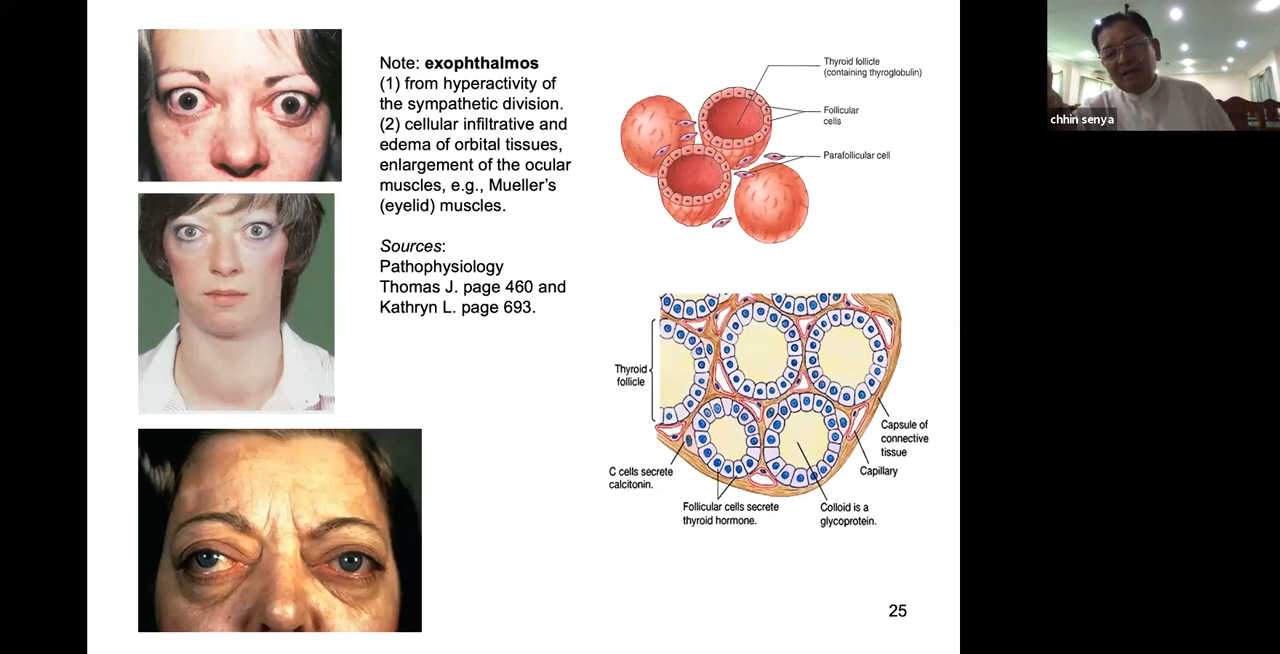 Note: exophthalmos
(1) from hyperactivity of
the sympathetic division.
(2) cellular infiltrative and
edema of orbital tissues,
enlargement of the ocular
muscles, e.g., Mueller's
(eyelid) muscles.
Sources:
Pathophysiology
Thomas J. page 460 and
Kathryn L. page 693.
Thyroid follicle
(containing thyroglobulin)
Follicular
cells
Parafollicular cell
Thyroid
follicle
Capsule of
connective
tissue
Capillary
C cells secrete
calcitonin.
Follicular cells secrete
thyroid hormone.
Colloid is a
glycoprotein.
25
chhin senya